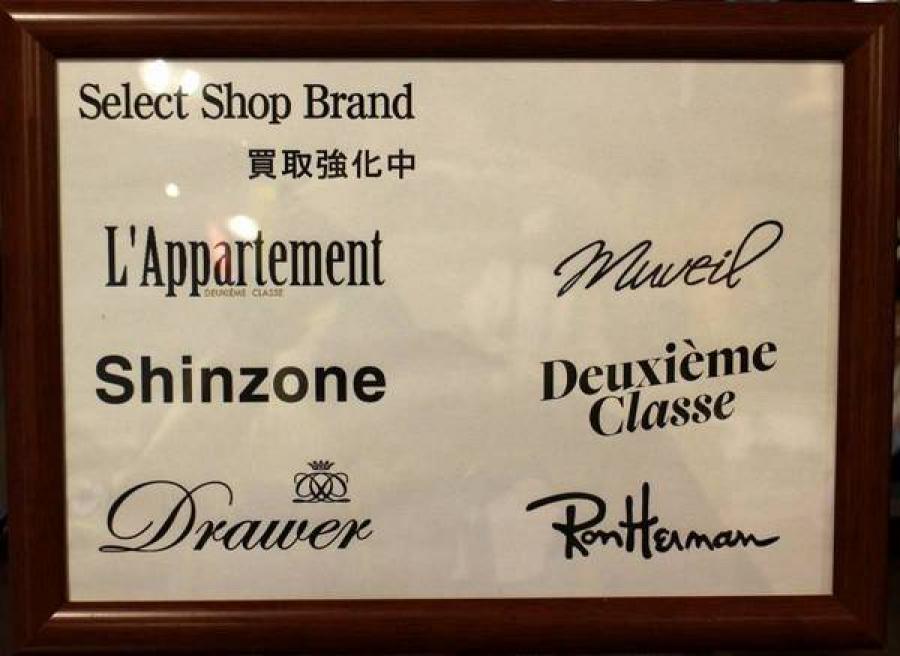 Select Shop Brand
買取強化中
L'Appartement
DEUXIÈME CLASSE
Muveil
Shinzone
Deuxième
Classe
Drawer
Ron Herman